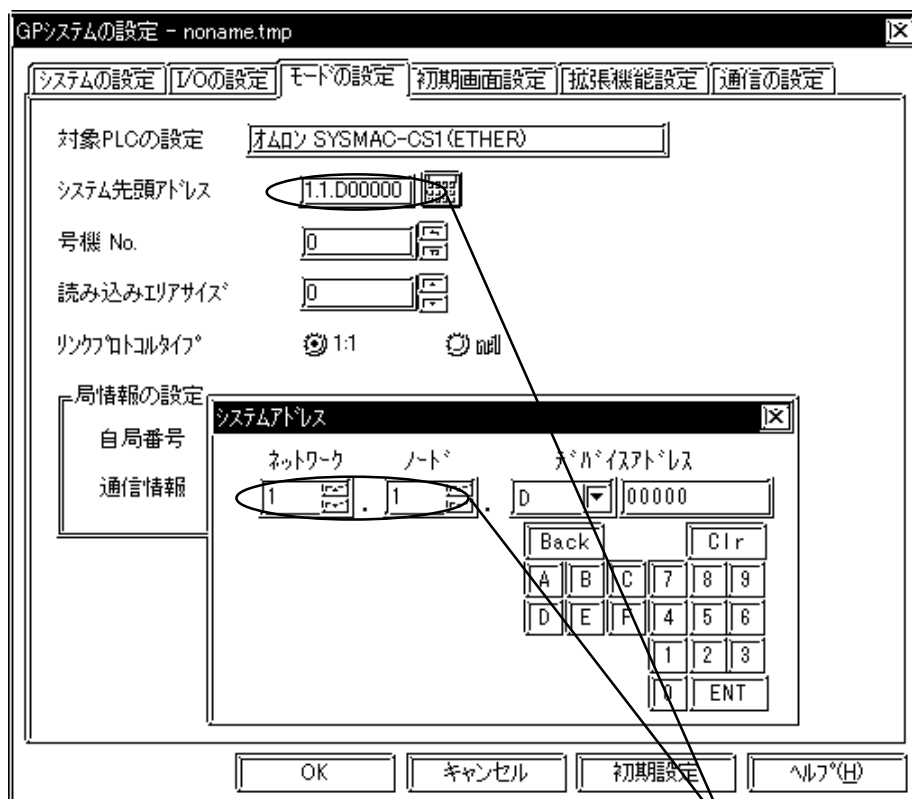 GPｼｽﾃﾑの設定 - noname.tmp
ｼｽﾃﾑの設定 I/Oの設定 ﾓｰﾄﾞの設定 初期画面設定 拡張機能設定 通信の設定
対象PLCの設定 ｵﾑﾛﾝ SYSMAC-CS1(ETHER)
ｼｽﾃﾑ先頭ｱﾄﾞﾚｽ 1.1.D00000
号機 No. 0
読み込みｴﾘｱｻｲｽﾞ 0
ﾘﾝｸﾌﾟﾛﾄｺﾙﾀｲﾌﾟ 1:1 n:1
局情報の設定
ｼｽﾃﾑｱﾄﾞﾚｽ
自局番号
ﾈｯﾄﾜｰｸ ﾉｰﾄﾞ ﾃﾞﾊﾞｲｽｱﾄﾞﾚｽ
通信情報
1 . 1 . D 00000
Back Clr
A B C 7 8 9
D E F 4 5 6
1 2 3
0 ENT
OK ｷｬﾝｾﾙ 初期設定 ﾍﾙﾌﾟ(H)